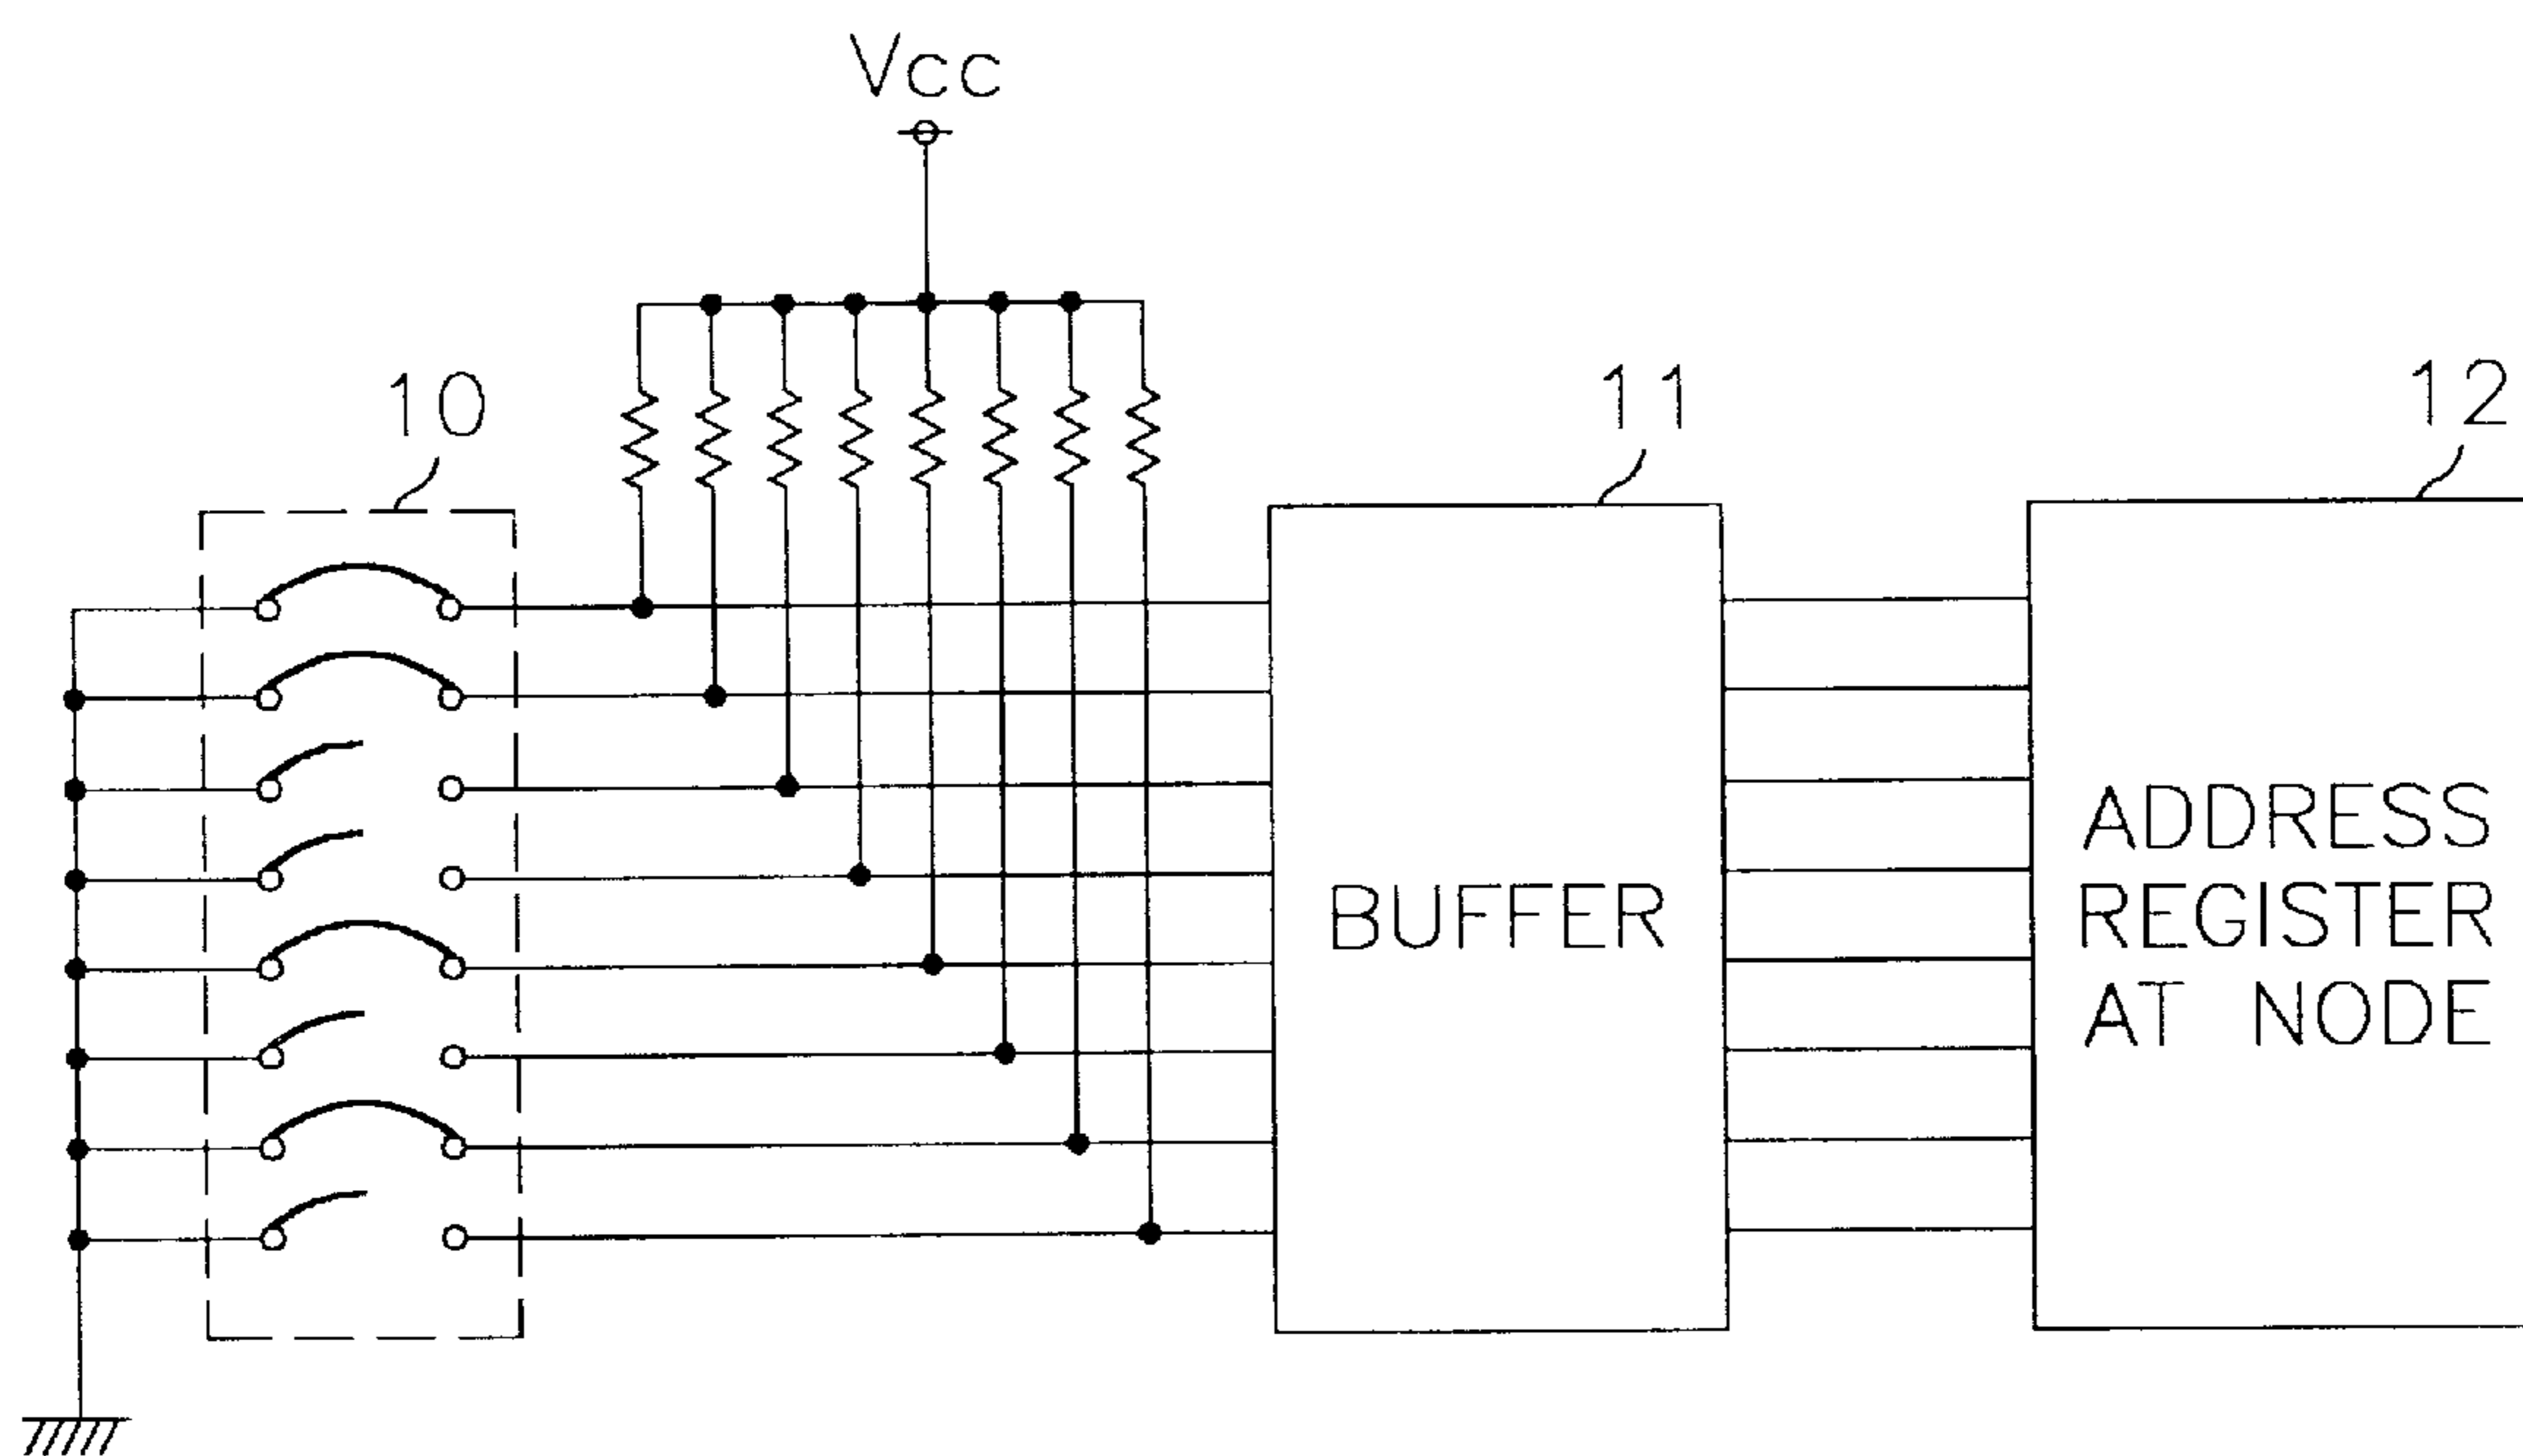 Vcc
10
11
12
BUFFER
ADDRESS
REGISTER
AT NODE